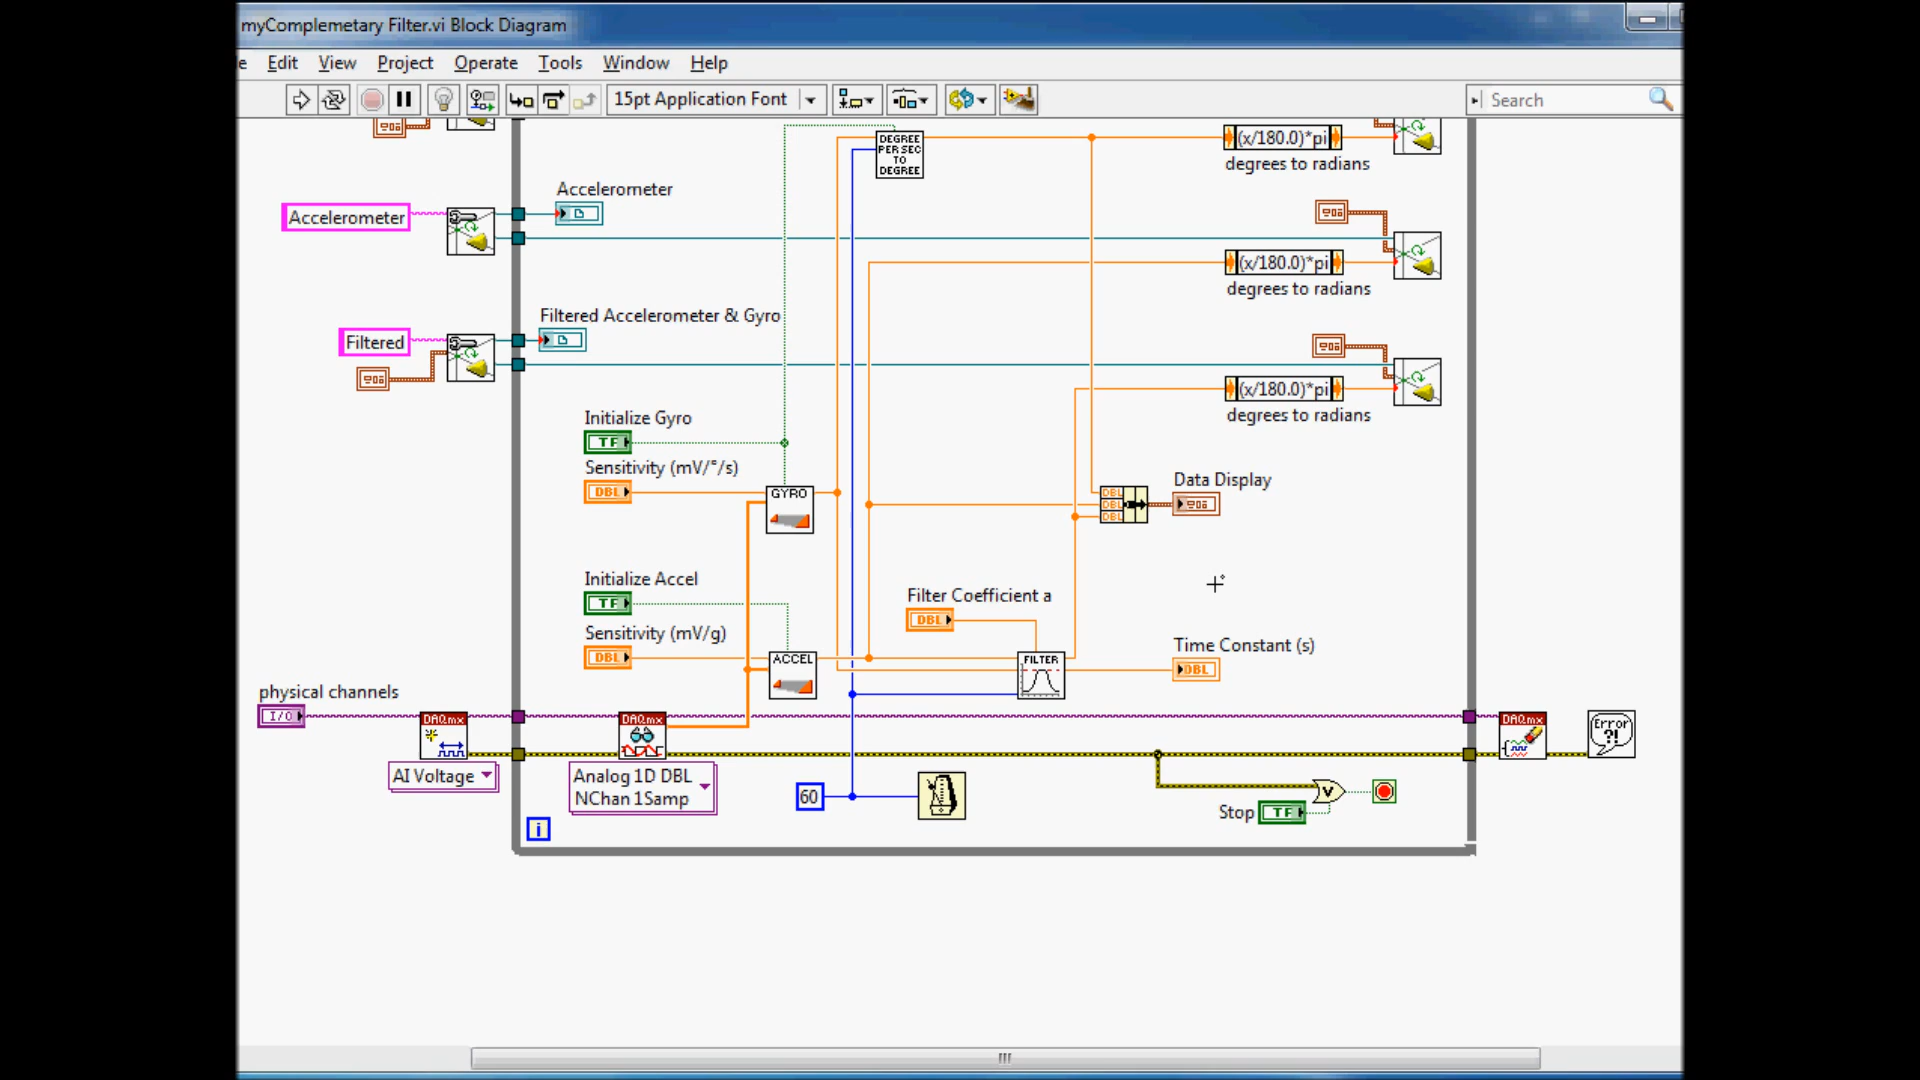 myComplemetary Filter.vi Block Diagram
e Edit View Project Operate Tools Window Help
15pt Application Font
Search
DEGREE
PER SEC
TO
DEGREE
(x/180.0)*pi
degrees to radians
Accelerometer
Accelerometer
(x/180.0)*pi
degrees to radians
Filtered Accelerometer & Gyro
Filtered
(x/180.0)*pi
degrees to radians
Initialize Gyro
TF
Sensitivity (mV/°/s)
DBL
GYRO
Data Display
DBL
DBL
DBL
Initialize Accel
TF
Filter Coefficient a
DBL
Sensitivity (mV/g)
DBL
ACCEL
FILTER
Time Constant (s)
DBL
physical channels
I/O
DAQmx
DAQmx
DAQmx
Error
?!
AI Voltage
Analog 1D DBL
NChan 1Samp
60
V
Stop
TF
i